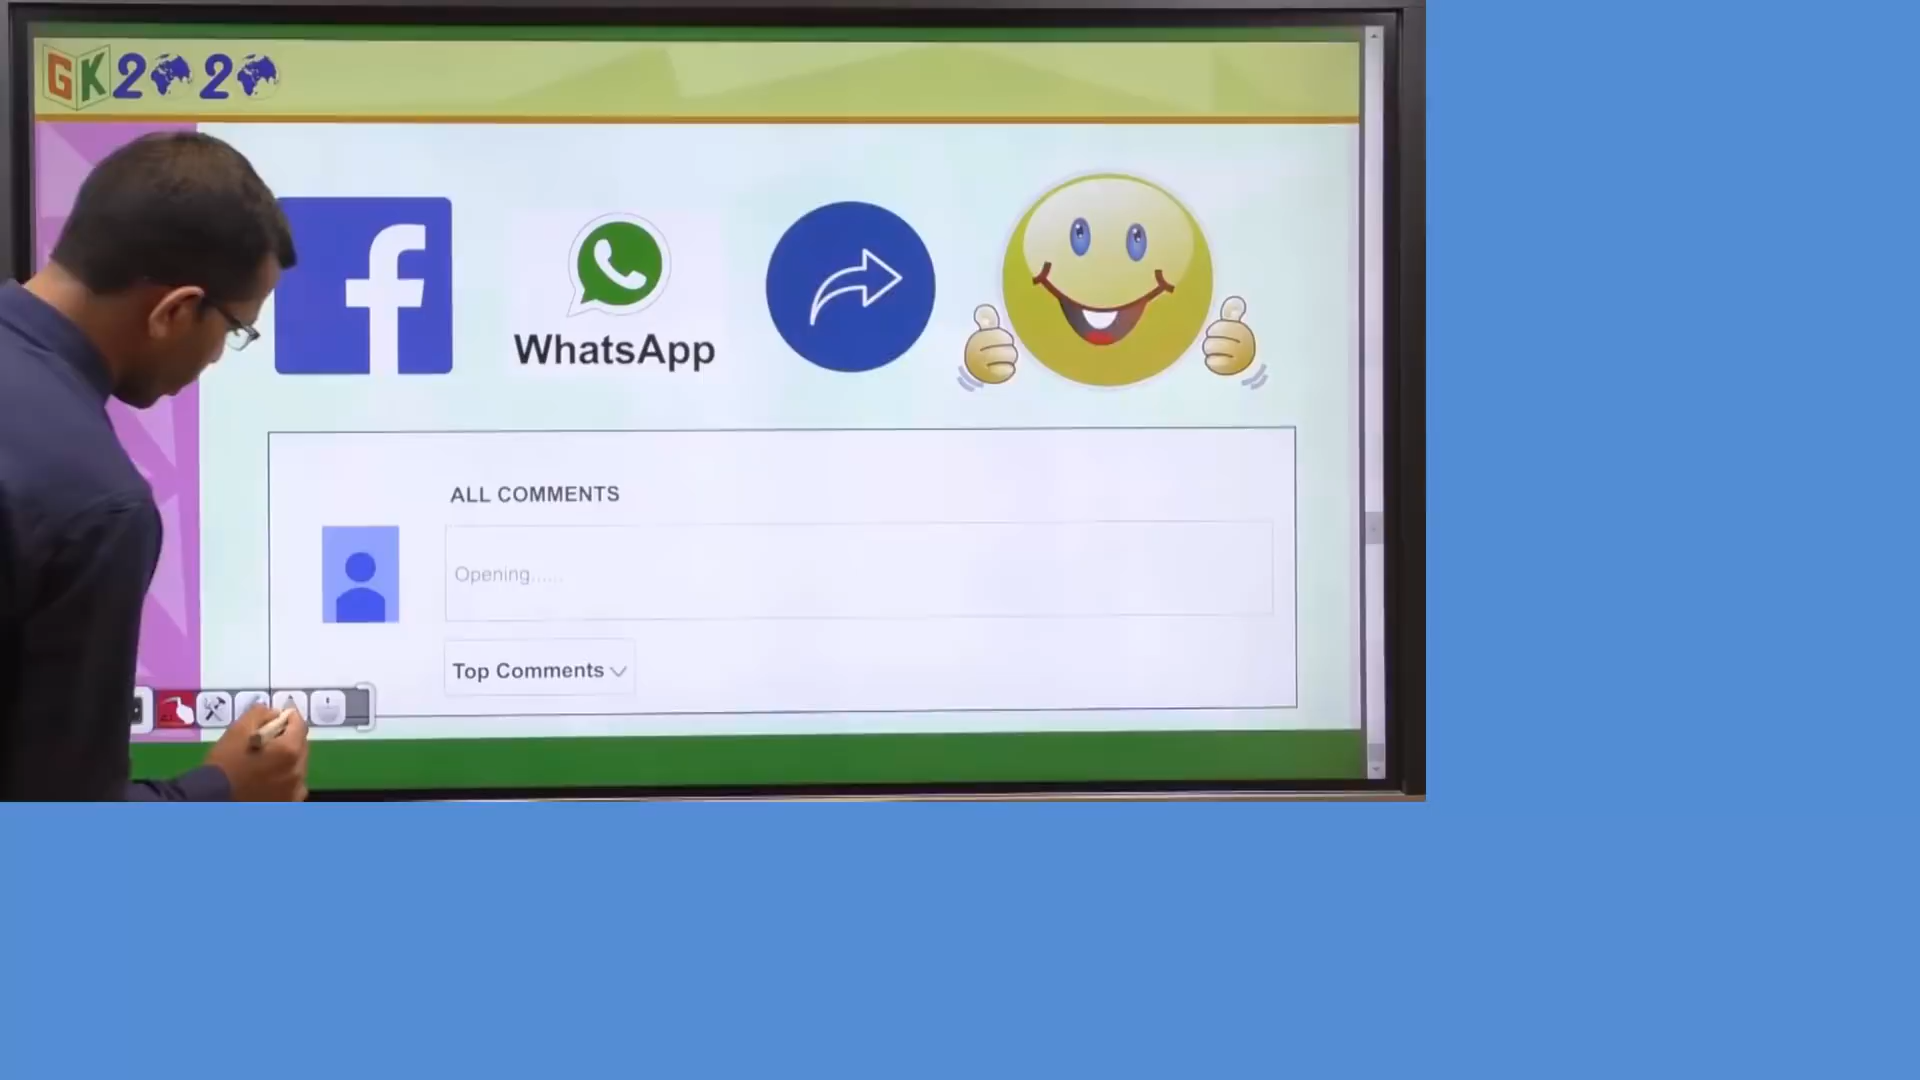 GK2020
WhatsApp
ALL COMMENTS
Opening......
Top Comments